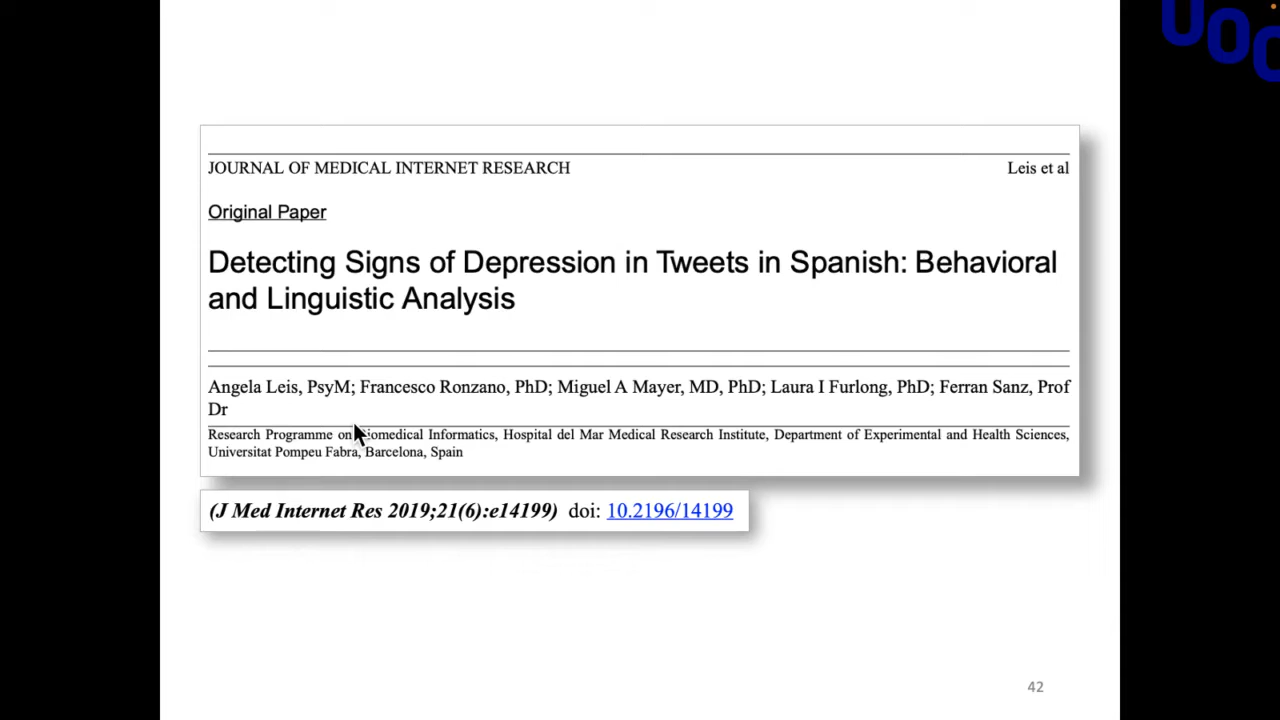 UOC
JOURNAL OF MEDICAL INTERNET RESEARCH Leis et al
Original Paper
Detecting Signs of Depression in Tweets in Spanish: Behavioral
and Linguistic Analysis
Angela Leis, PsyM; Francesco Ronzano, PhD; Miguel A Mayer, MD, PhD; Laura I Furlong, PhD; Ferran Sanz, Prof
Dr
Research Programme on Biomedical Informatics, Hospital del Mar Medical Research Institute, Department of Experimental and Health Sciences,
Universitat Pompeu Fabra, Barcelona, Spain
(J Med Internet Res 2019;21(6):e14199) doi: 10.2196/14199
42